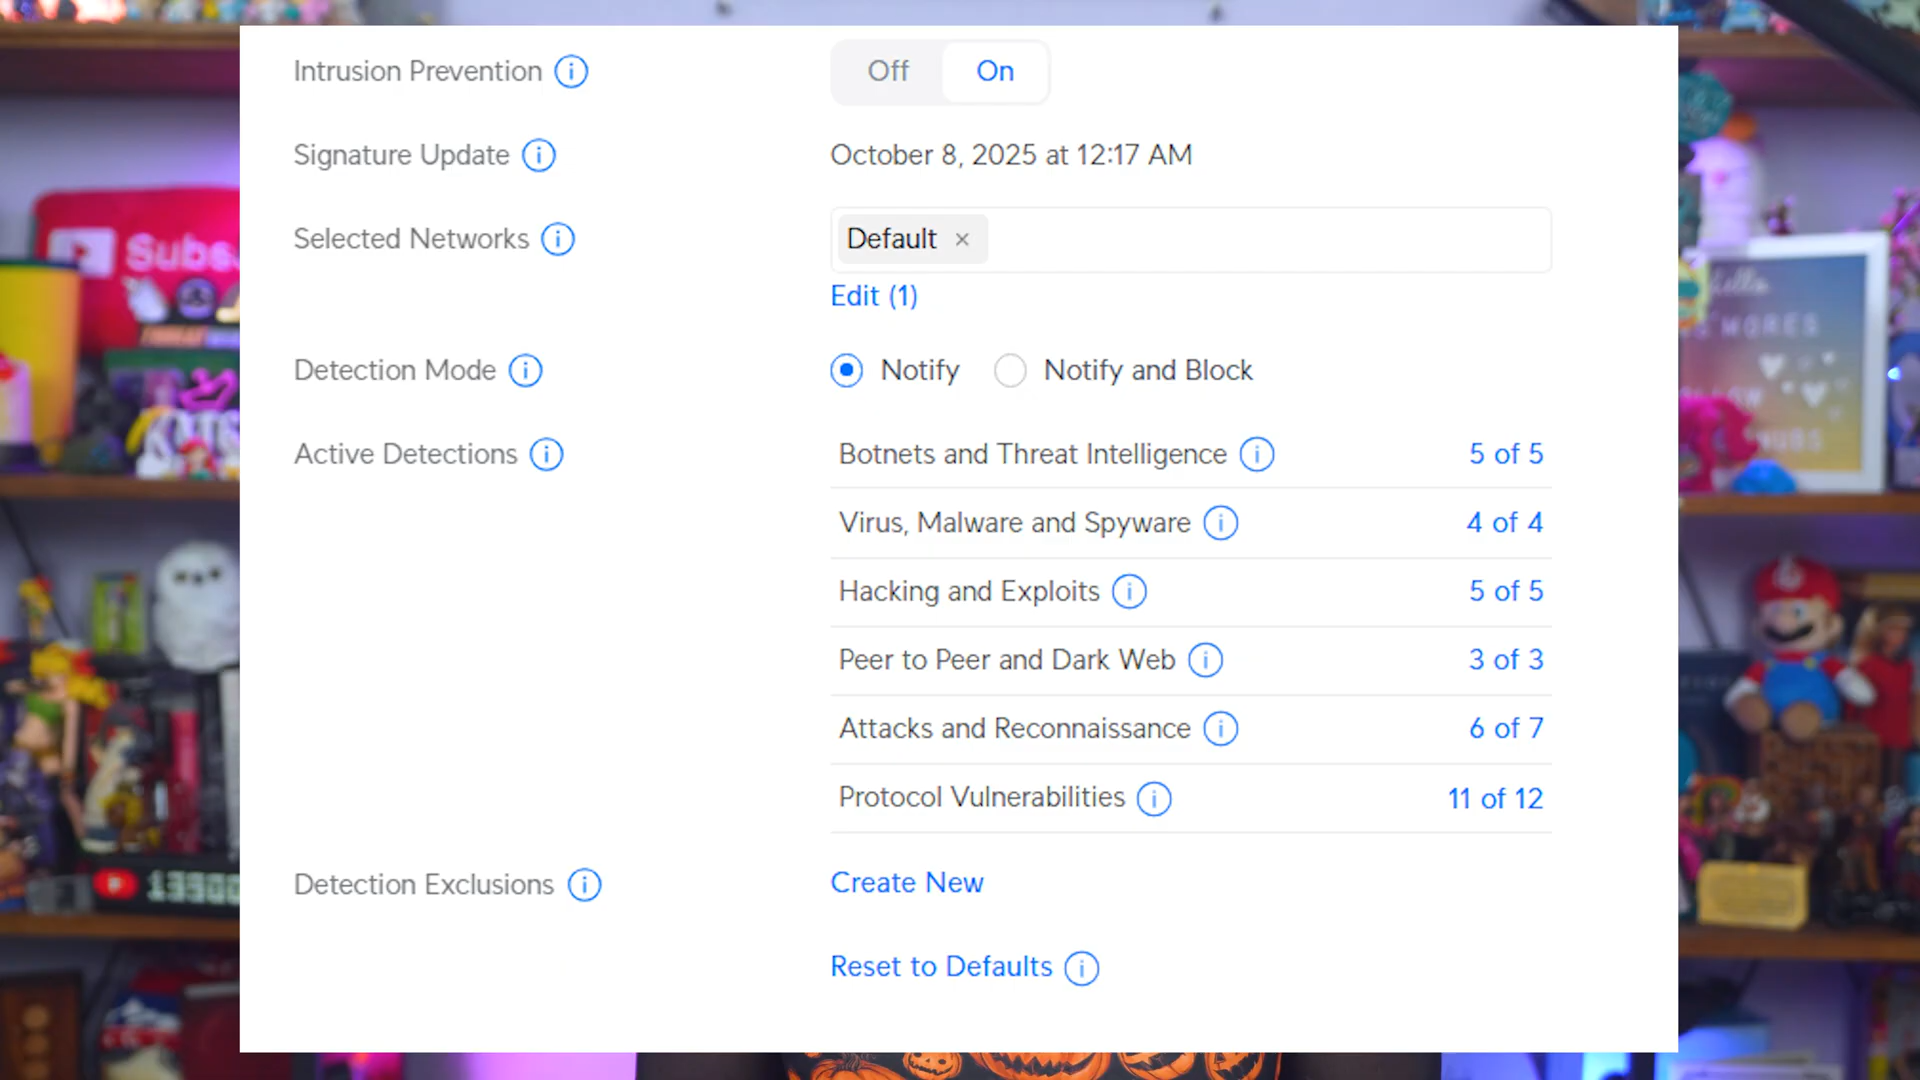 Intrusion Prevention
Off On
Signature Update
October 8, 2025 at 12:17 AM
Selected Networks
Default ×
Edit (1)
Detection Mode
Notify Notify and Block
Active Detections
Botnets and Threat Intelligence 5 of 5
Virus, Malware and Spyware 4 of 4
Hacking and Exploits 5 of 5
Peer to Peer and Dark Web 3 of 3
Attacks and Reconnaissance 6 of 7
Protocol Vulnerabilities 11 of 12
Detection Exclusions
Create New
Reset to Defaults
Subs
hello
S'MORES